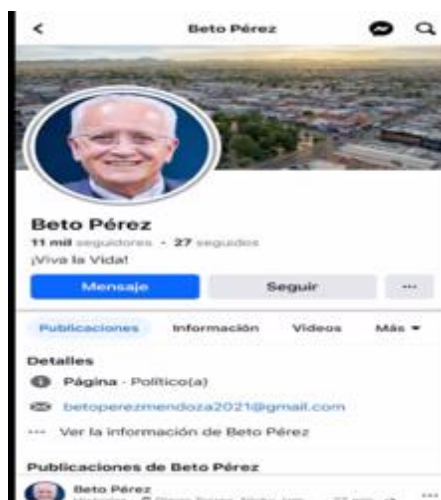 Beto Pérez
Beto Pérez
11 mil seguidores • 27 seguidos
¡Viva la Vida!
Mensaje
Seguir
Publicaciones
Información
Videos
Más
Detalles
Página · Político(a)
betoperezmendoza2021@gmail.com
Ver la información de Beto Pérez
Publicaciones de Beto Pérez
Beto Pérez